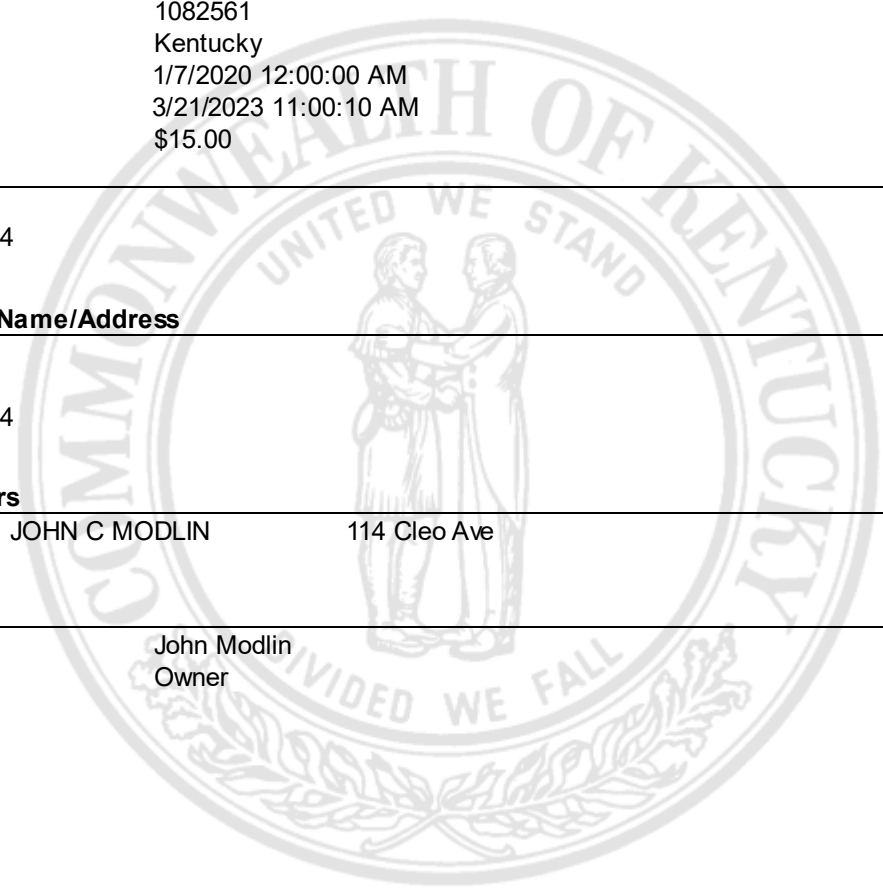 1082561
Kentucky
1/7/2020 12:00:00 AM
3/21/2023 11:00:10 AM
$15.00
4
Name/Address
4
rs
JOHN C MODLIN 114 Cleo Ave
John Modlin
Owner
COMMONWEALTH OF KENTUCKY
UNITED WE STAND
DIVIDED WE FALL